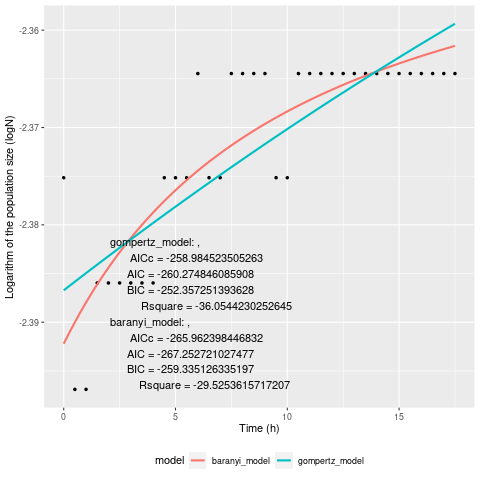 -2.36
-2.37
-2.38
-2.39
Logarithm of the population size (logN)
gompertz_model: ,
AICc = -258.984523505263
AIC = -260.274846085908
BIC = -252.357251393628
Rsquare = -36.0544230252645
baranyi_model: ,
AICc = -265.962398446832
AIC = -267.252721027477
BIC = -259.335126335197
Rsquare = -29.5253615717207
0 5 10 15
Time (h)
model baranyi_model gompertz_model